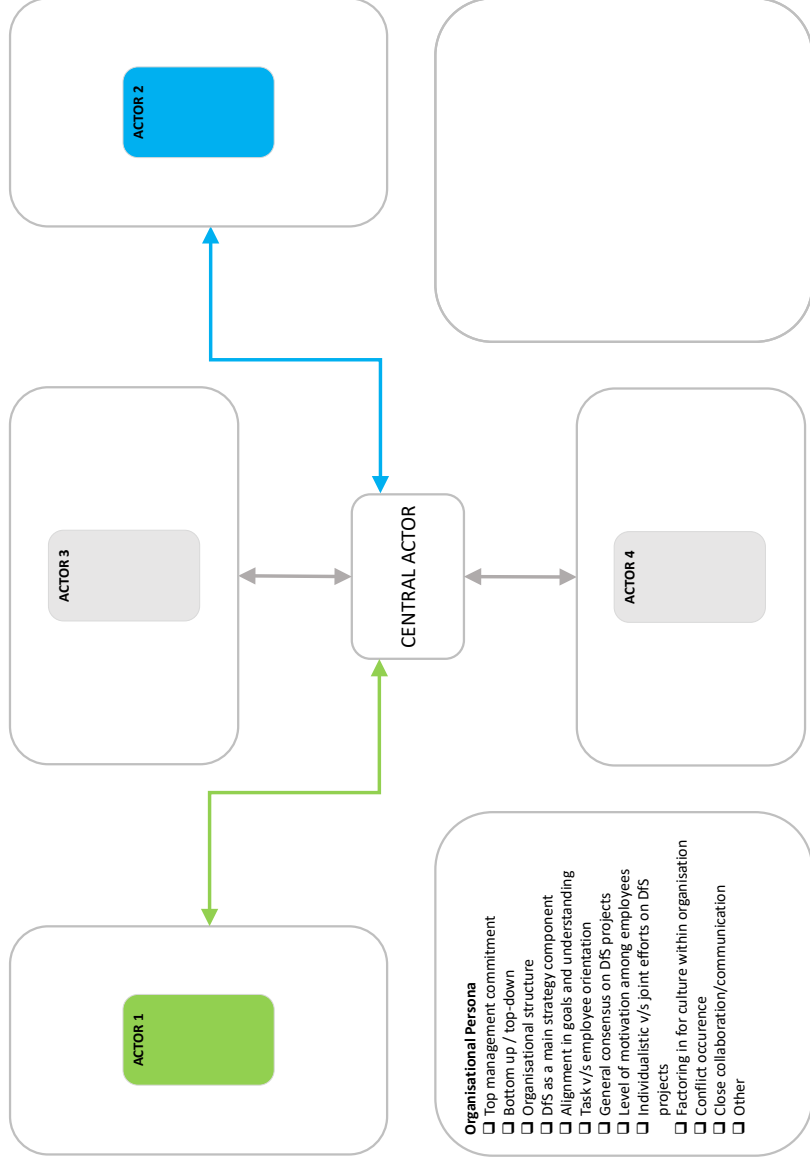 ACTOR 1
ACTOR 3
ACTOR 2
CENTRAL ACTOR
Organisational Persona
❑ Top management commitment
❑ Bottom up / top-down
❑ Organisational structure
❑ DfS as a main strategy component
❑ Alignment in goals and understanding
❑ Task v/s employee orientation
❑ General consensus on DfS projects
❑ Level of motivation among employees
❑ Individualistic v/s joint efforts on DfS
projects
❑ Factoring in for culture within organisation
❑ Conflict occurence
❑ Close collaboration/communication
❑ Other
ACTOR 4